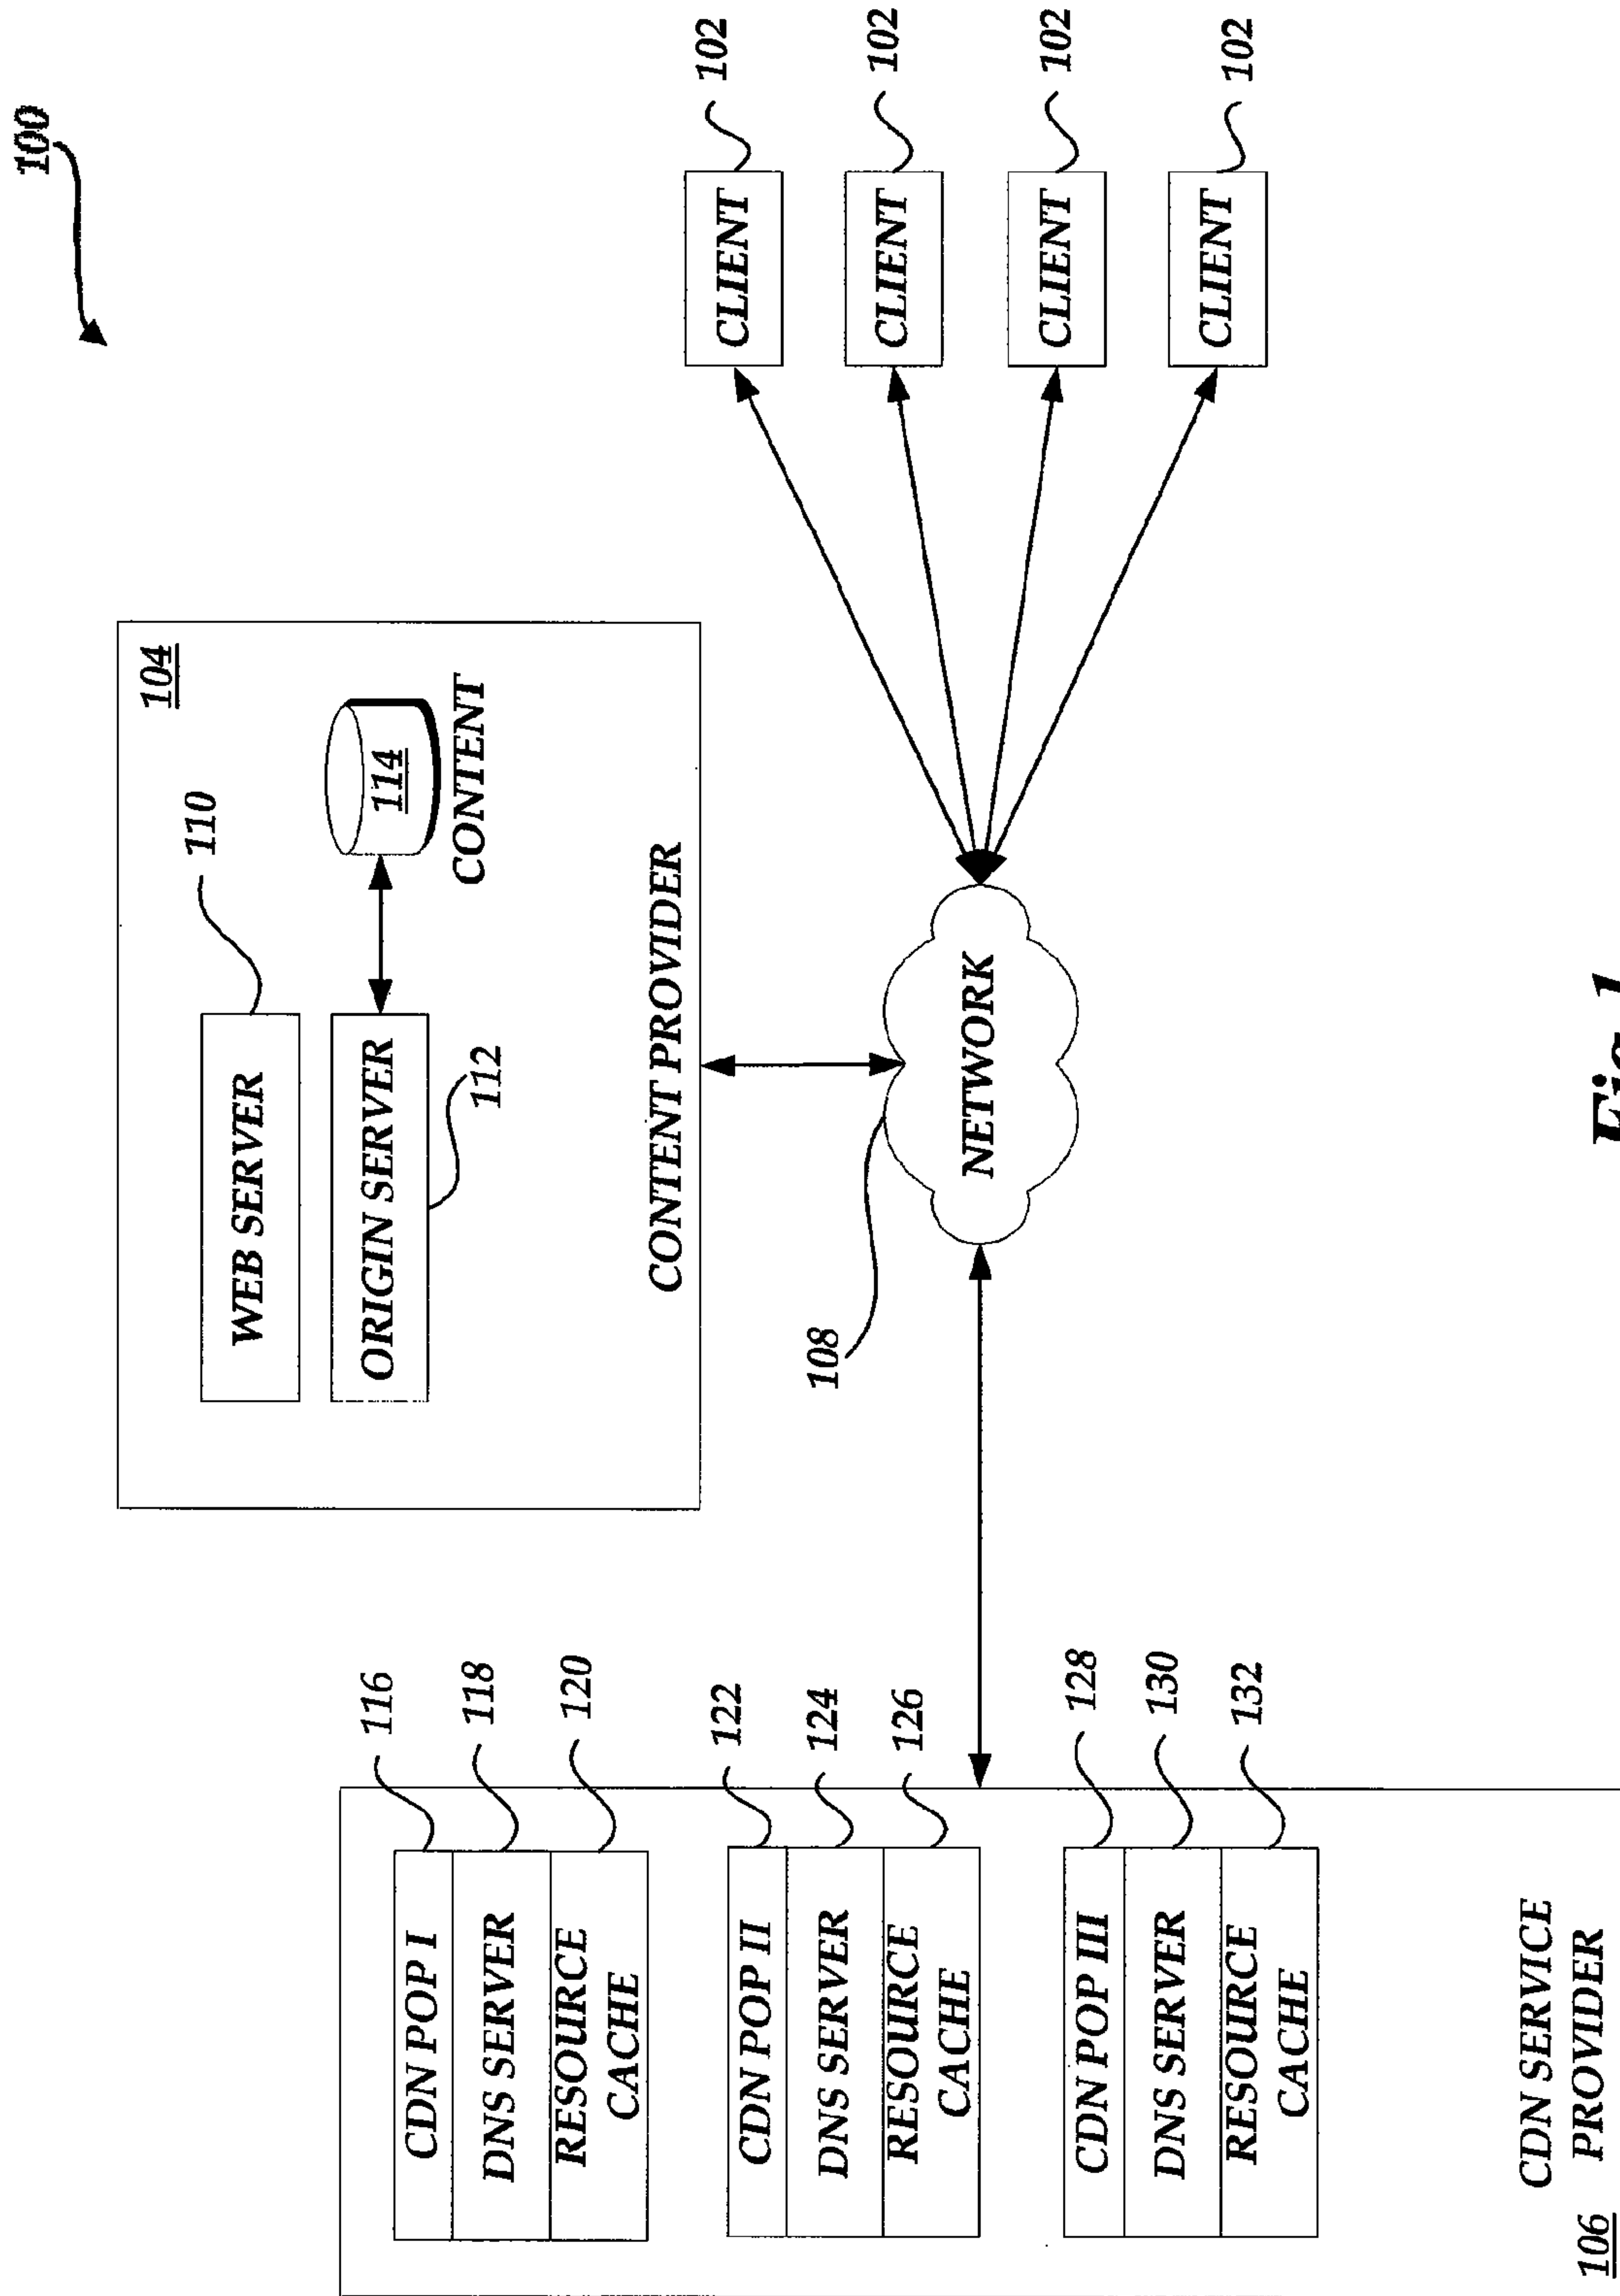 100
104
WEB SERVER
110
ORIGIN SERVER
112
114
CONTENT
CONTENT PROVIDER
116
CDN POP I
118
DNS SERVER
120
RESOURCE
CACHE
122
CDN POP II
124
DNS SERVER
126
RESOURCE
CACHE
128
CDN POP III
130
DNS SERVER
132
RESOURCE
CACHE
CDN SERVICE
PROVIDER
106
108
NETWORK
CLIENT
102
CLIENT
102
CLIENT
102
CLIENT
102
Fig.1